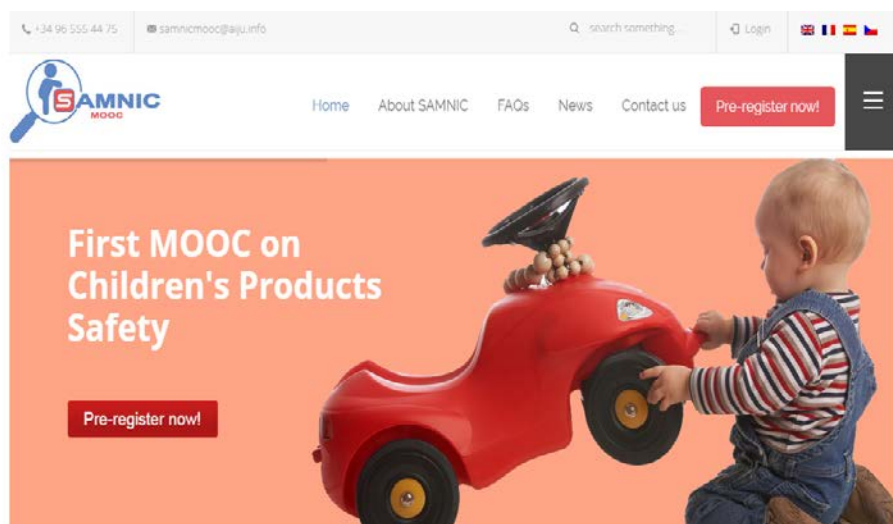 +34 96 555 44 75
samnicmooc@aiju.info
search something...
Login
SAMNIC
MOOC
Home
About SAMNIC
FAQs
News
Contact us
Pre-register now!
First MOOC on
Children's Products
Safety
Pre-register now!